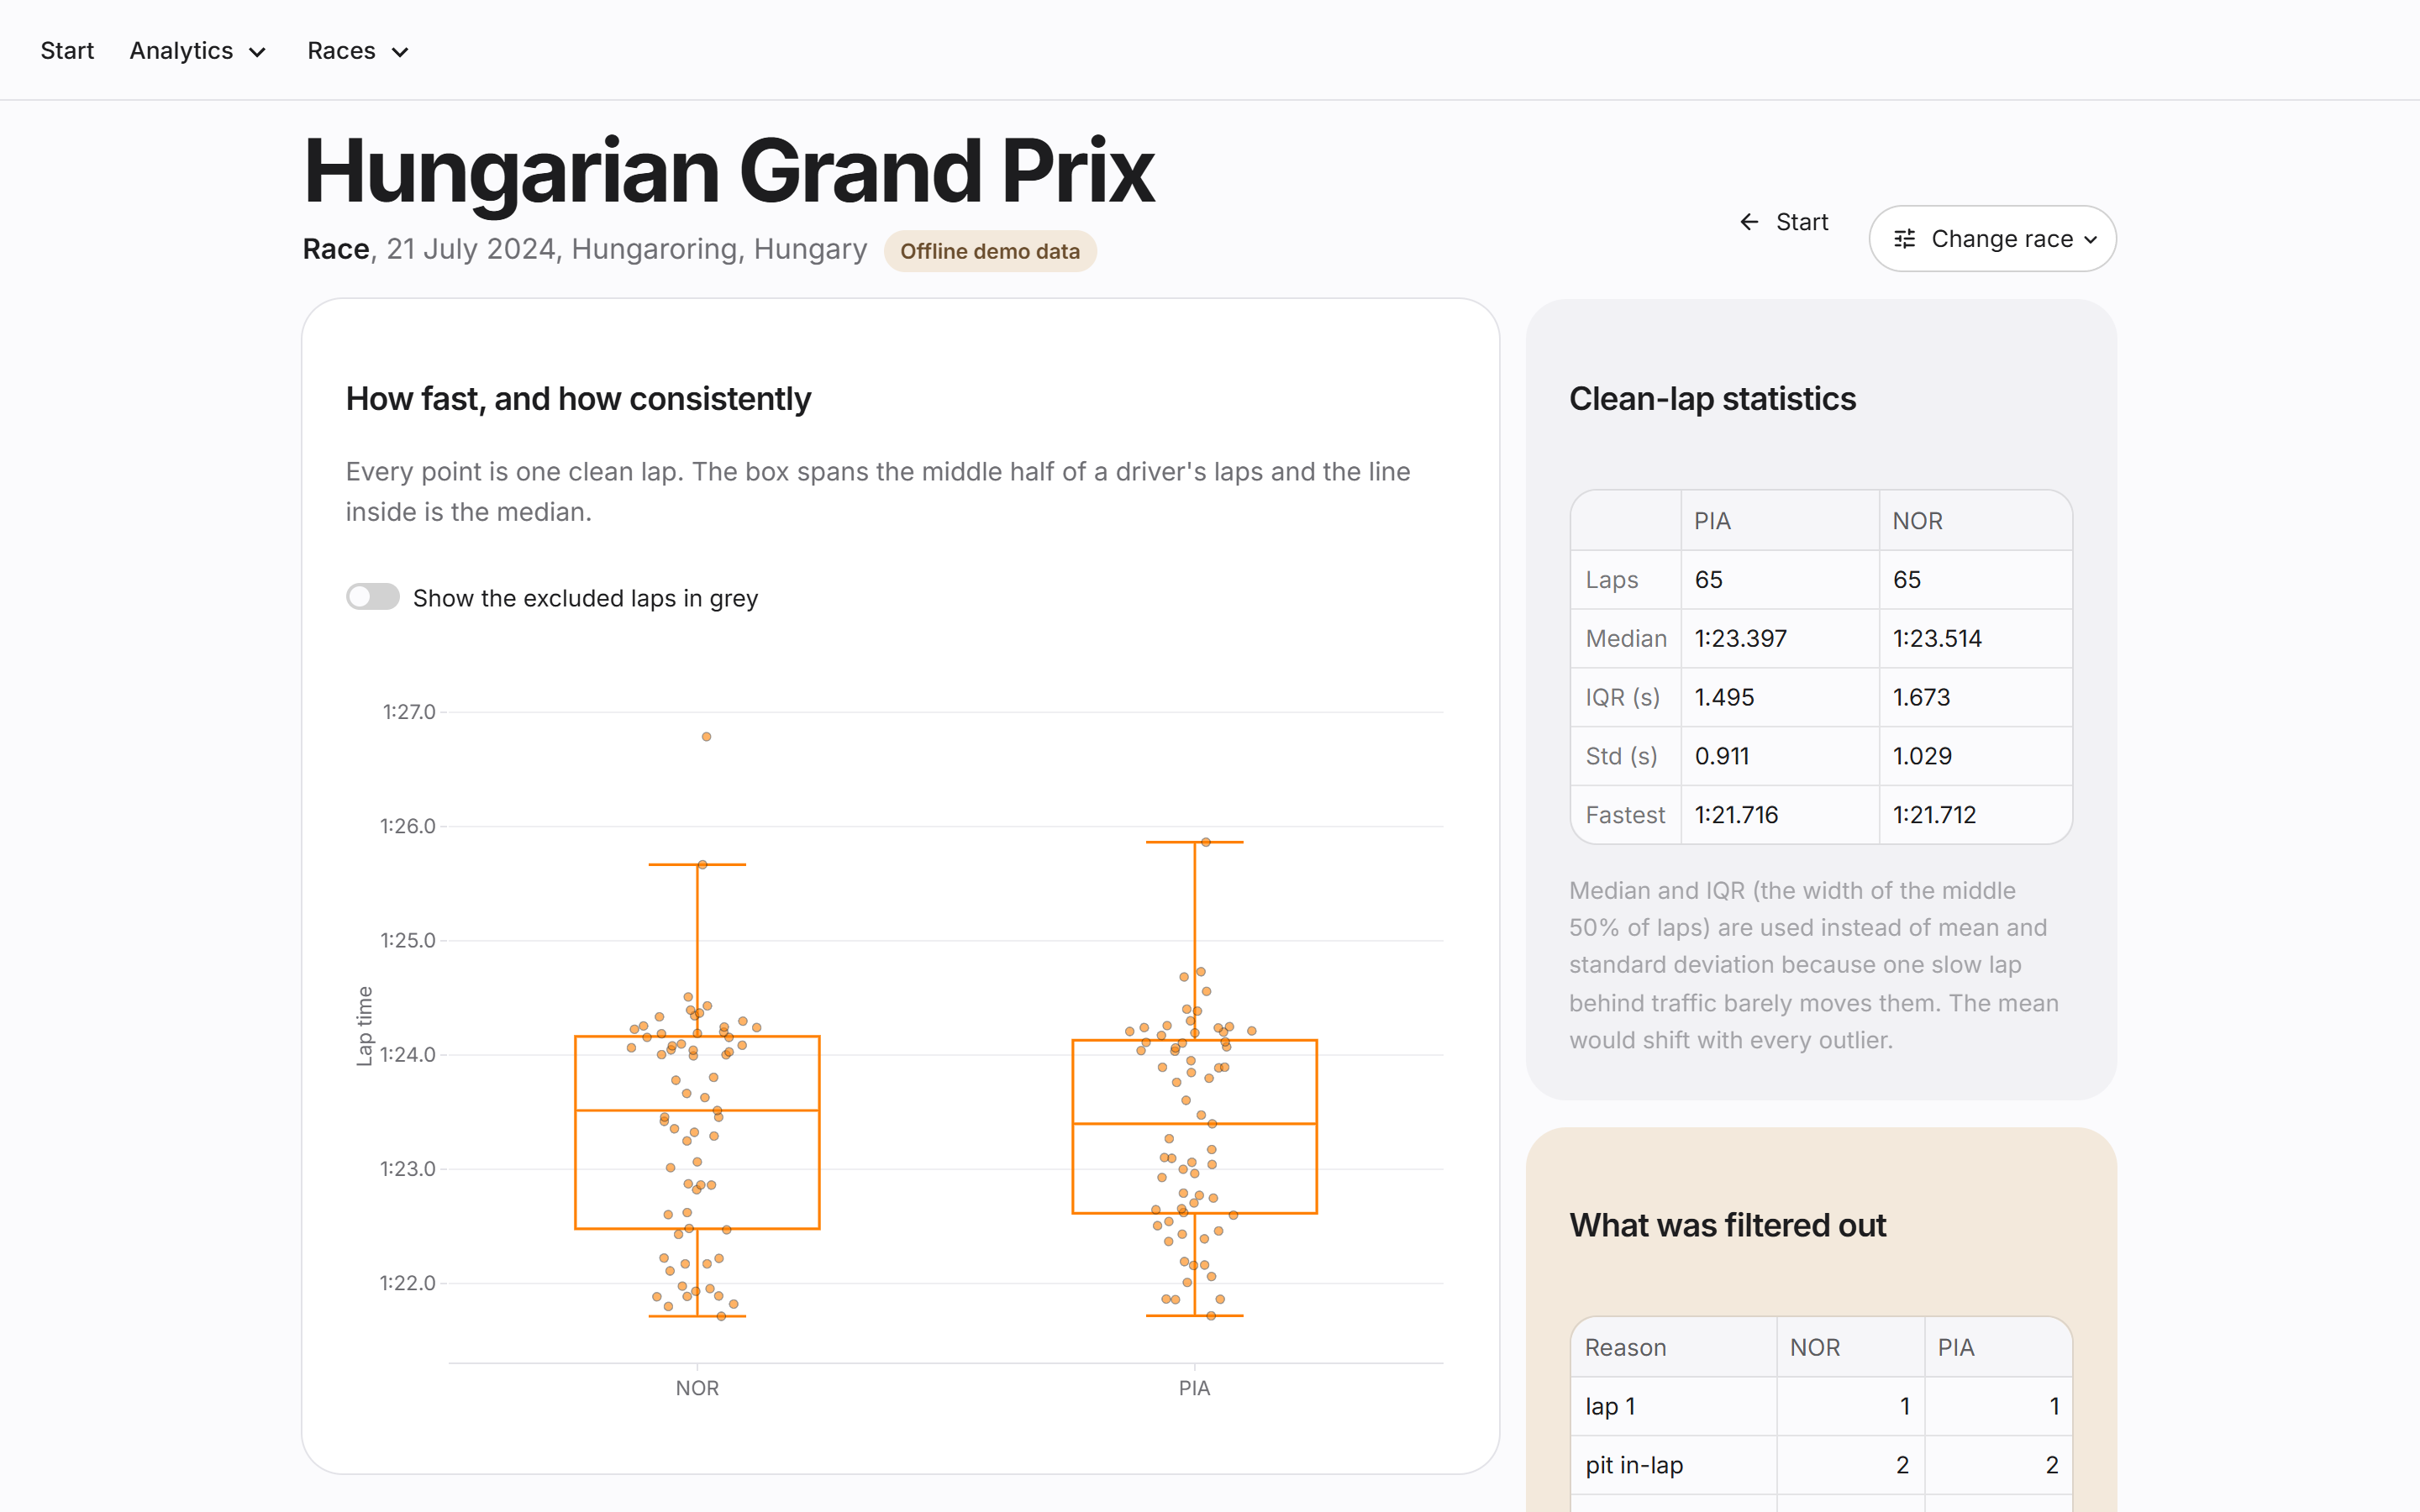 Start Analytics Races
Hungarian Grand Prix
Race, 21 July 2024, Hungaroring, Hungary Offline demo data
Start Change race
How fast, and how consistently
Every point is one clean lap. The box spans the middle half of a driver's laps and the line
inside is the median.
Show the excluded laps in grey
Lap time
1:27.0
1:26.0
1:25.0
1:24.0
1:23.0
1:22.0
NOR PIA
Clean-lap statistics
PIA NOR
Laps 65 65
Median 1:23.397 1:23.514
IQR (s) 1.495 1.673
Std (s) 0.911 1.029
Fastest 1:21.716 1:21.712
Median and IQR (the width of the middle
50% of laps) are used instead of mean and
standard deviation because one slow lap
behind traffic barely moves them. The mean
would shift with every outlier.
What was filtered out
Reason NOR PIA
lap 1 1 1
pit in-lap 2 2